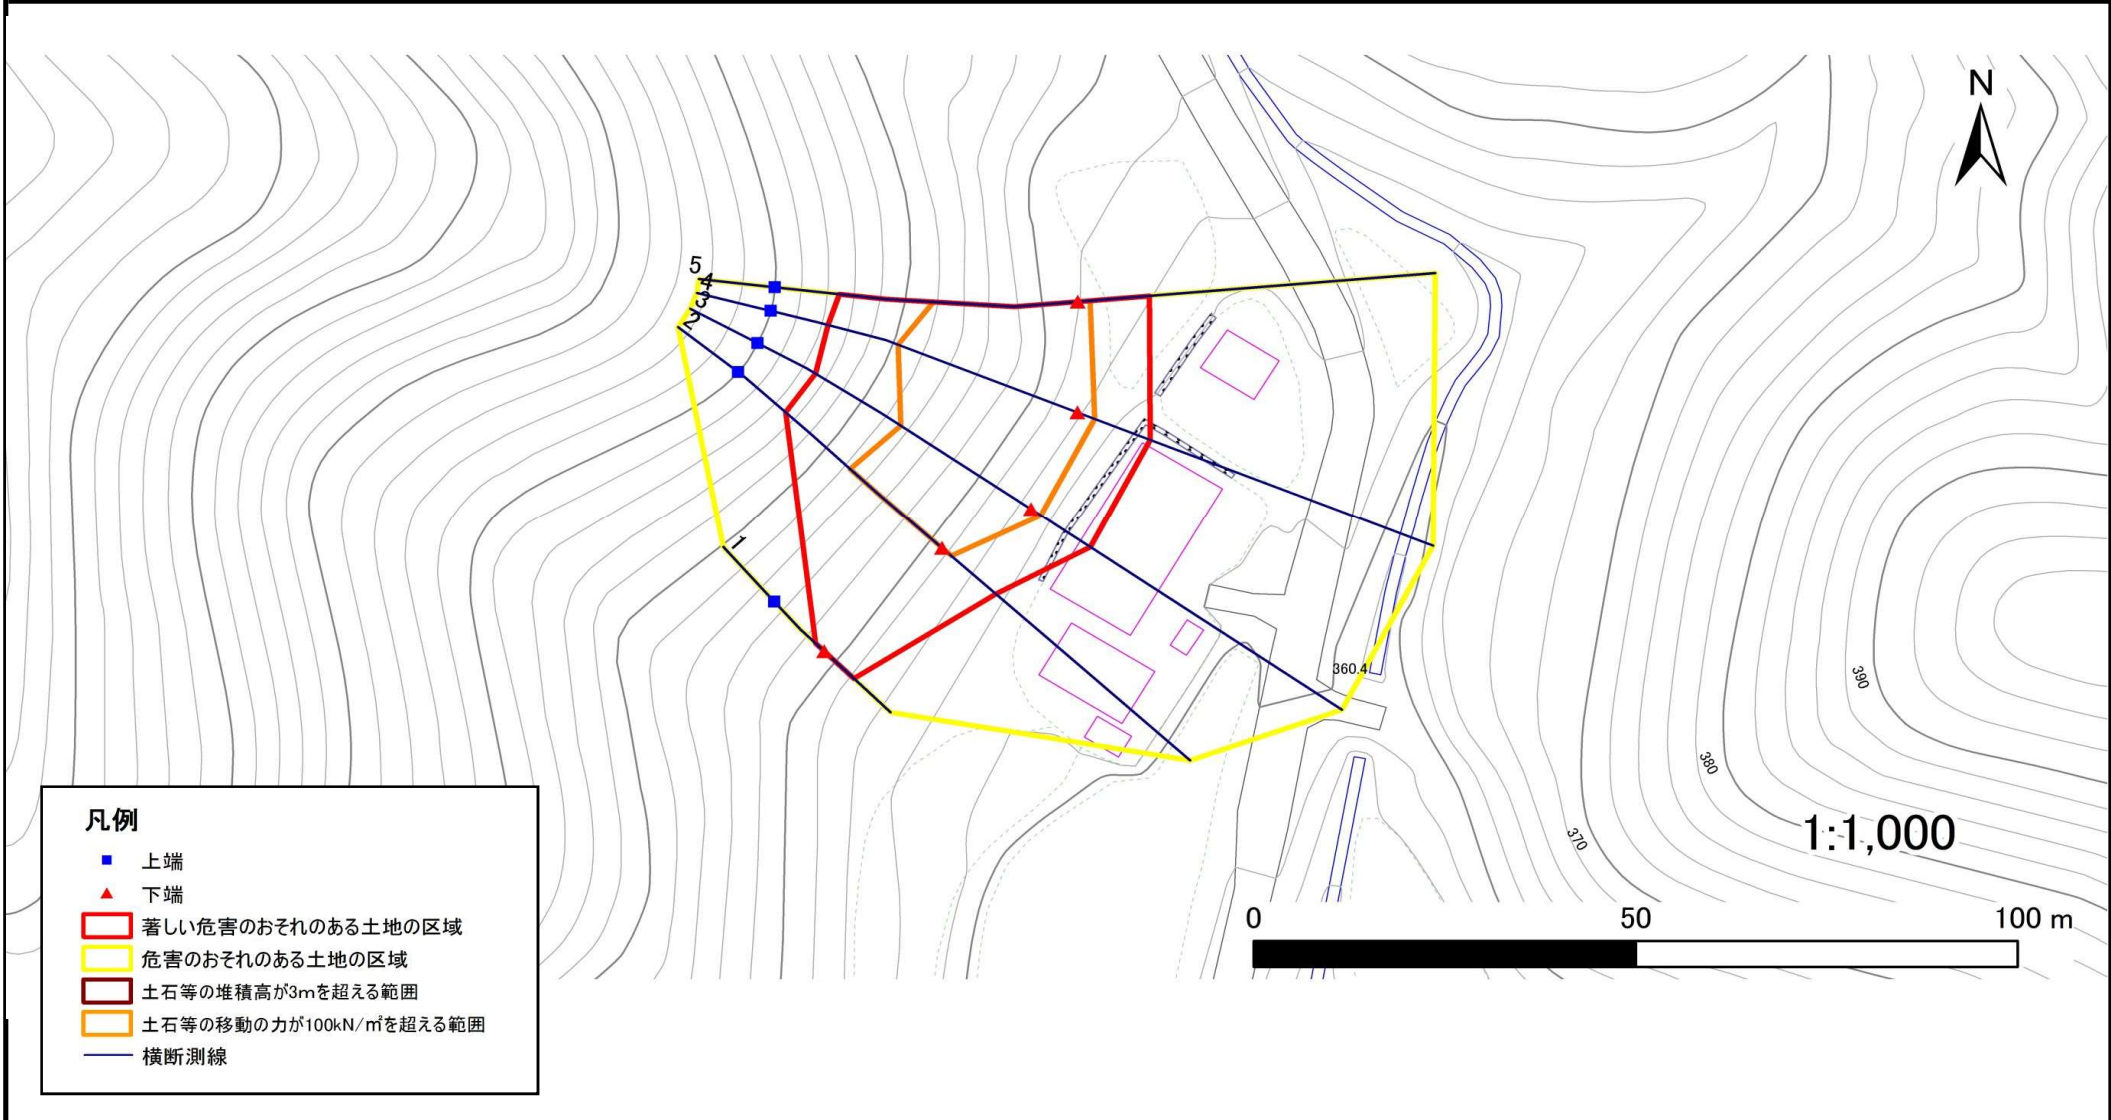 N
5
4
3
2
1
360.4
390
380
370
1:1,000
0 50 100 m
凡例
上端
下端
著しい危害のおそれのある土地の区域
危害のおそれのある土地の区域
土石等の堆積高が3mを超える範囲
土石等の移動の力が100kN/㎡を超える範囲
横断測線